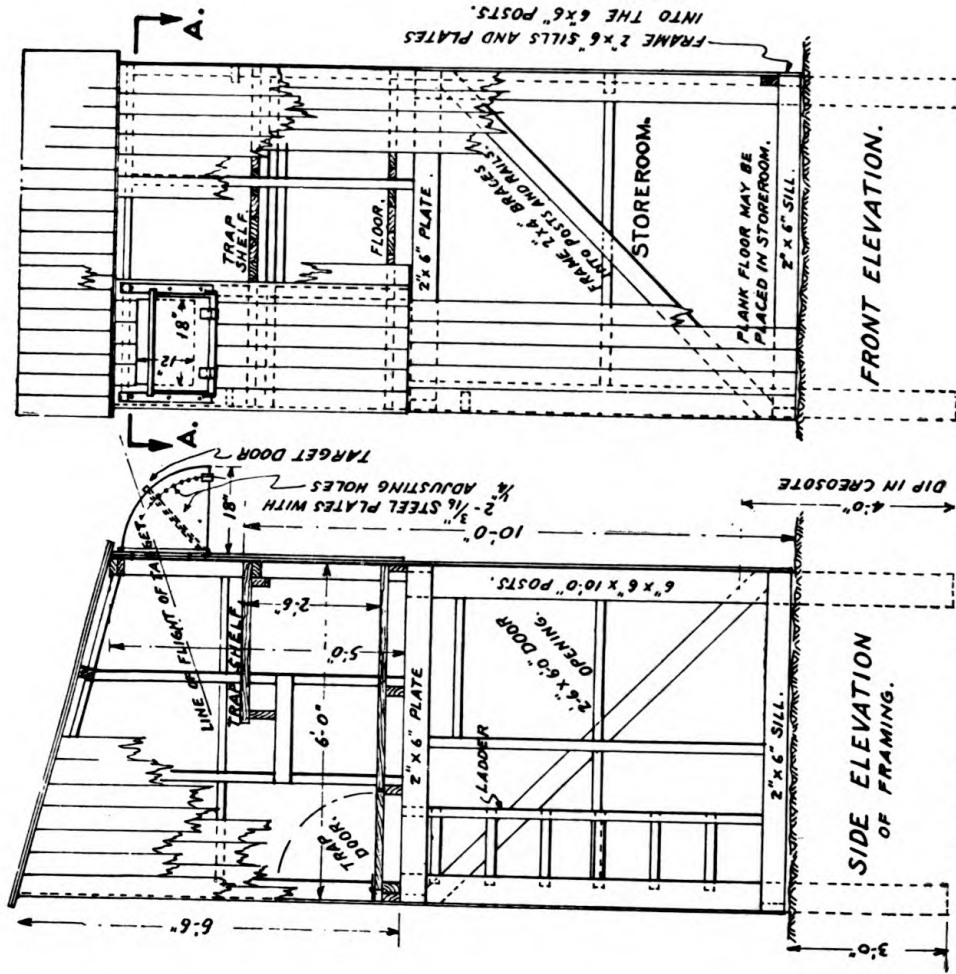 A.
A.
FRAME 2"x6" SILLS AND PLATES
INTO THE 6"x6" POSTS.
TRAP
SHELF.
18"
12"
FLOOR.
2"x6" PLATE.
FRAME 2"x4" BRACES
INTO POSTS AND RAILS.
STOREROOM.
PLANK FLOOR MAY BE
PLACED IN STOREROOM.
2"x6" SILL.
FRONT ELEVATION.
LINE OF FLIGHT OF TARGET
TARGET DOOR
2 - 3/16" STEEL PLATES WITH
1/4" ADJUSTING HOLES
18"
10'-0"
4'-0"
DIP IN CREOSOTE
TRAP SHELF
2'-6"
5'-0"
6'-0"
TRAP
DOOR.
6'-6"
2"x6" PLATE
6"x6"x10'-0" POSTS.
2'-6"x6'-0" DOOR
OPENING.
LADDER
2"x6" SILL.
3'-0"
SIDE ELEVATION
OF FRAMING.